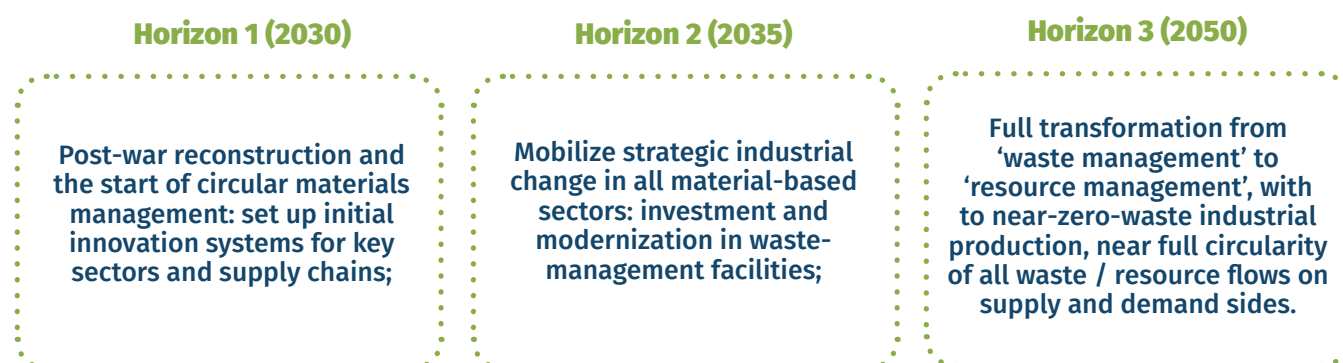 Horizon 1 (2030)
Post-war reconstruction and
the start of circular materials
management: set up initial
innovation systems for key
sectors and supply chains;
Horizon 2 (2035)
Mobilize strategic industrial
change in all material-based
sectors: investment and
modernization in waste-
management facilities;
Horizon 3 (2050)
Full transformation from
‘waste management’ to
‘resource management’, with
to near-zero-waste industrial
production, near full circularity
of all waste / resource flows on
supply and demand sides.